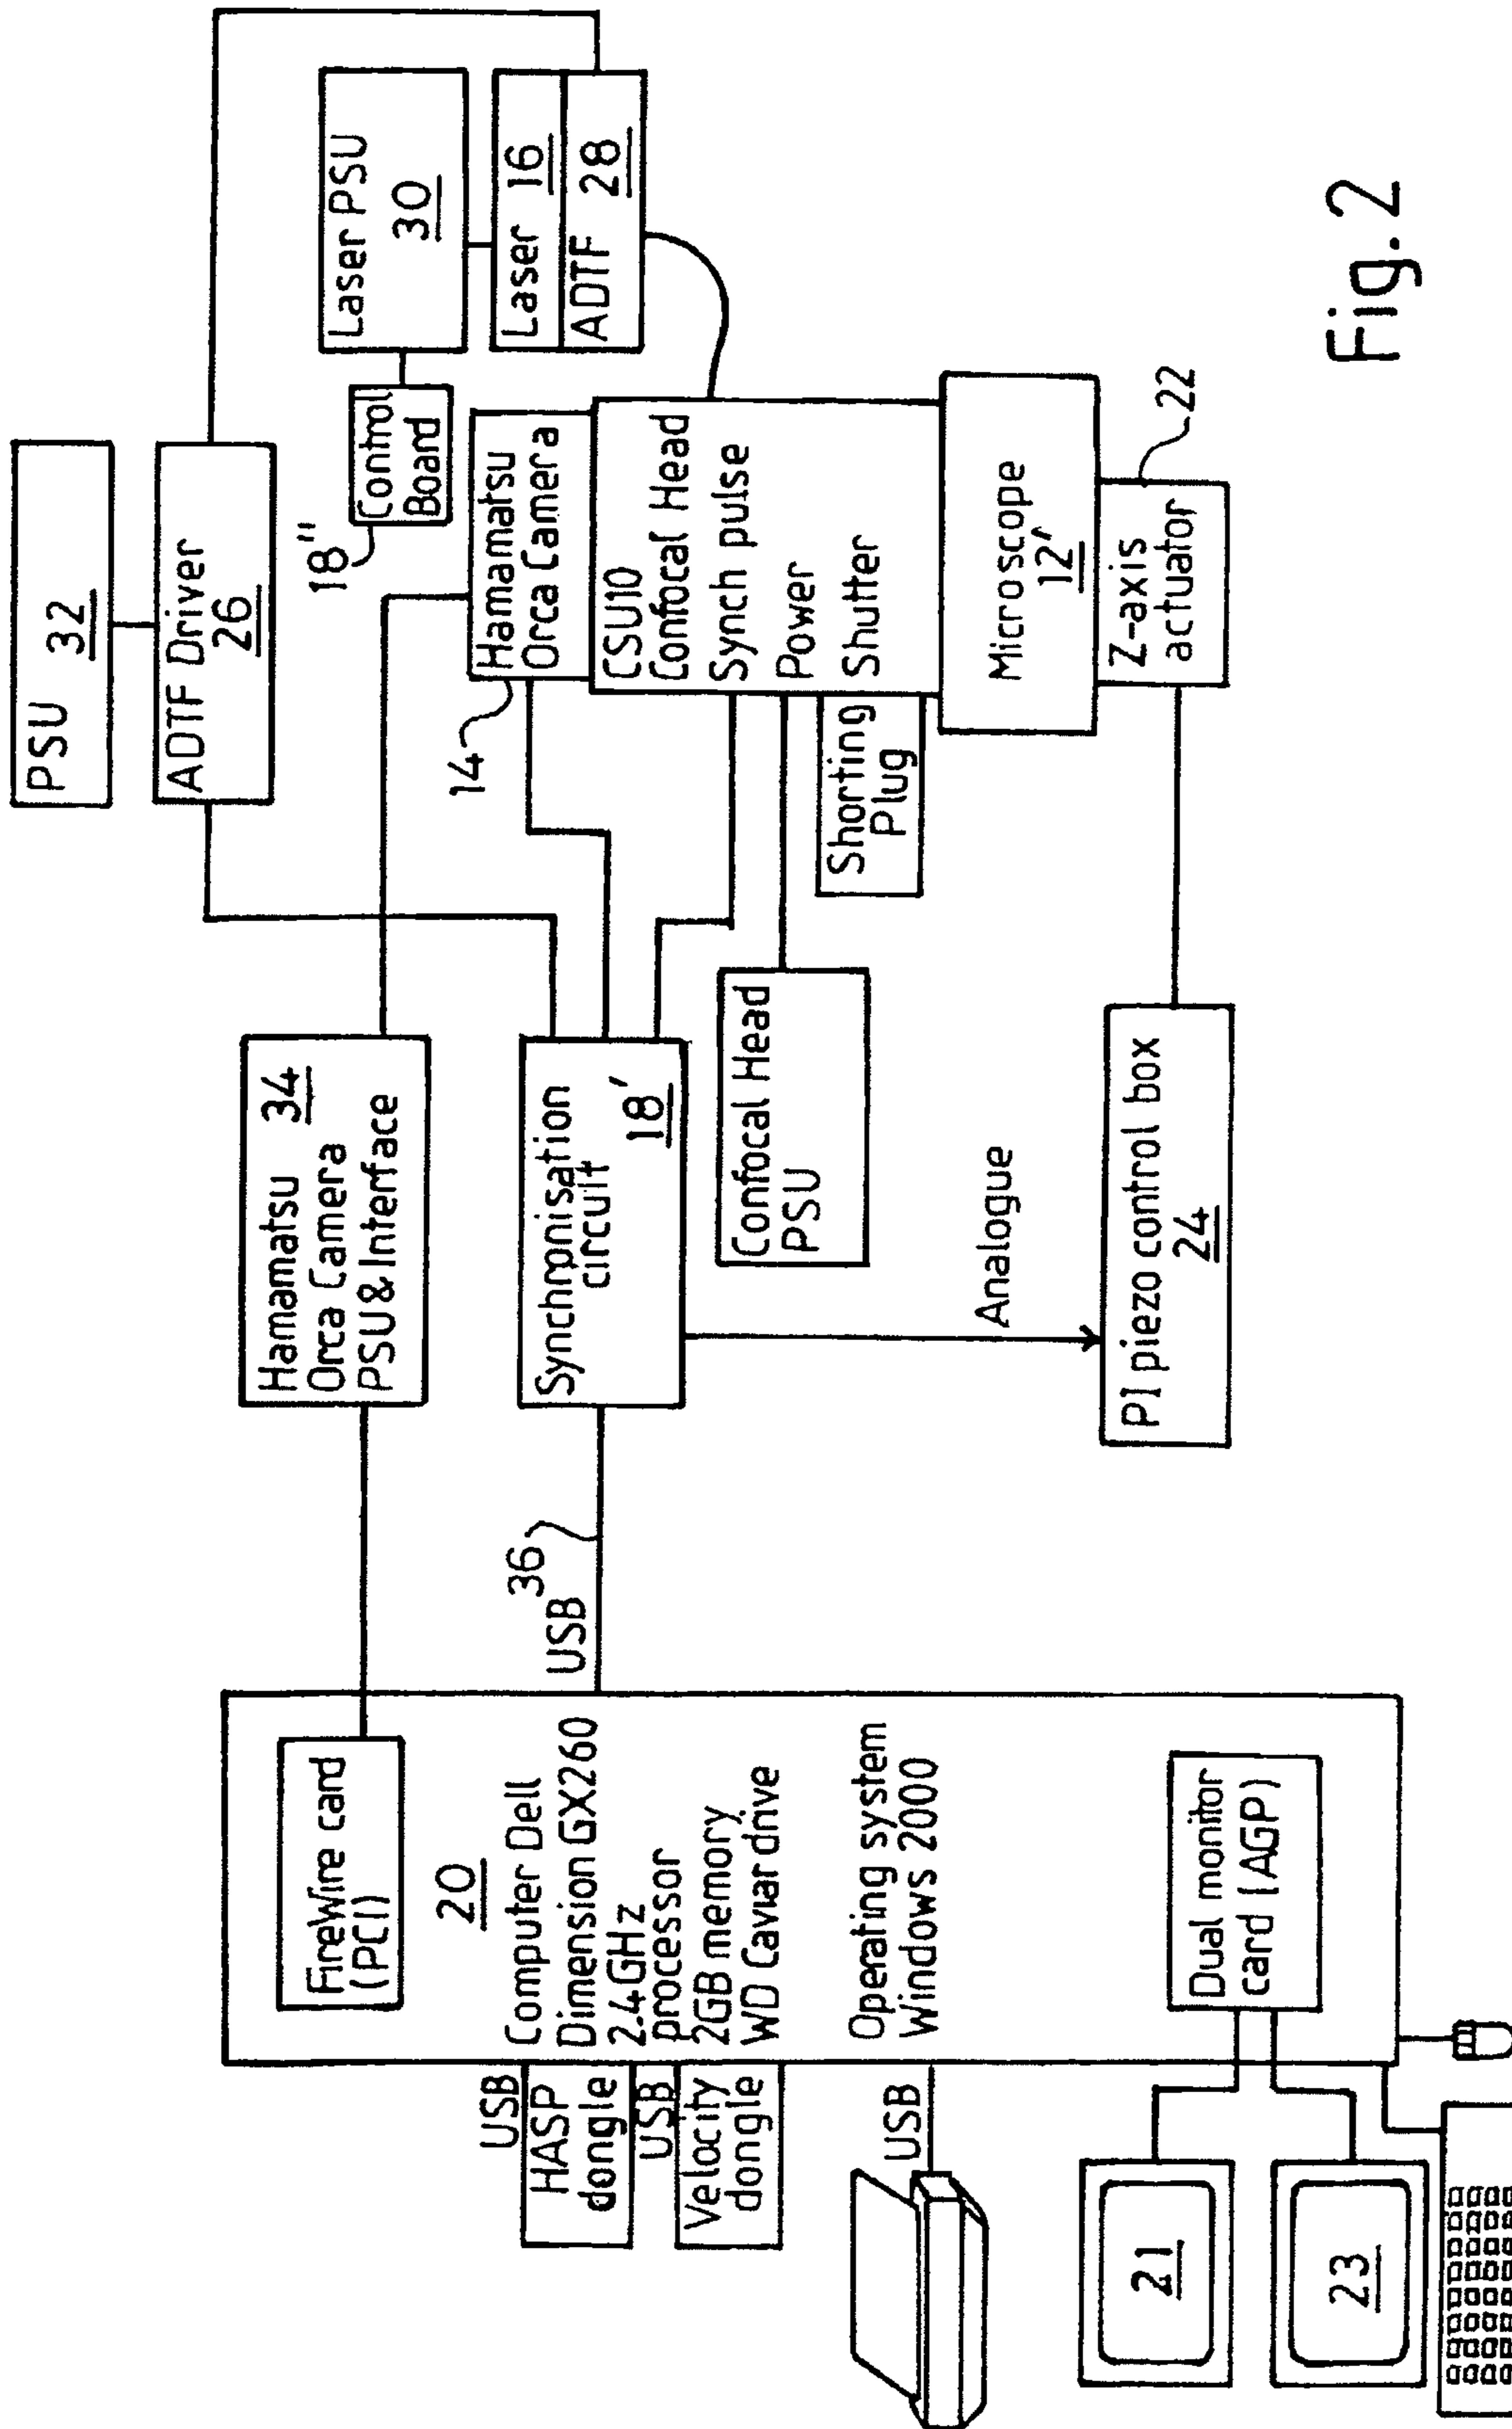 PSU
32
ADTF Driver
26
Laser PSU
30
Control
Board
18''
Laser 16
ADTF 28
Hamamatsu
Orca Camera
14
CSU10
Confocal Head
Synch pulse
Power
Shutter
Shorting
Plug
Microscope
12'
Z-axis
actuator
22
Hamamatsu 34
Orca Camera
PSU & Interface
Synchronisation
circuit 18'
Confocal Head
PSU
Analogue
PI piezo control box
24
USB 36
FireWire card
(PCI)
20
Computer Dell
Dimension GX260
2.4GHz
processor
2GB memory
WD Caviar drive
Operating system
Windows 2000
Dual monitor
card (AGP)
USB
HASP
dongle
USB
Velocity
dongle
USB
21
23
Fig. 2